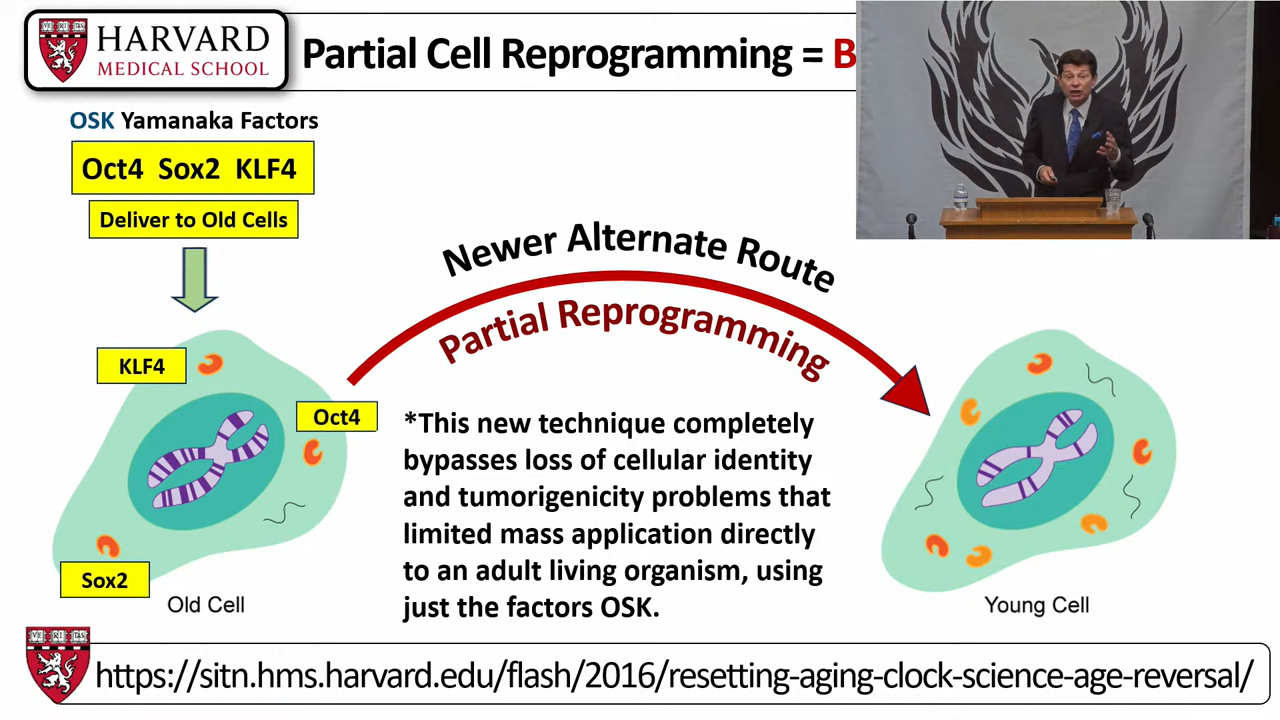 HARVARD
MEDICAL SCHOOL
Partial Cell Reprogramming = B
OSK Yamanaka Factors
Oct4 Sox2 KLF4
Deliver to Old Cells
Newer Alternate Route
Partial Reprogramming
KLF4
Oct4
*This new technique completely
bypasses loss of cellular identity
and tumorigenicity problems that
limited mass application directly
to an adult living organism, using
just the factors OSK.
Sox2
Old Cell
Young Cell
https://sitn.hms.harvard.edu/flash/2016/resetting-aging-clock-science-age-reversal/